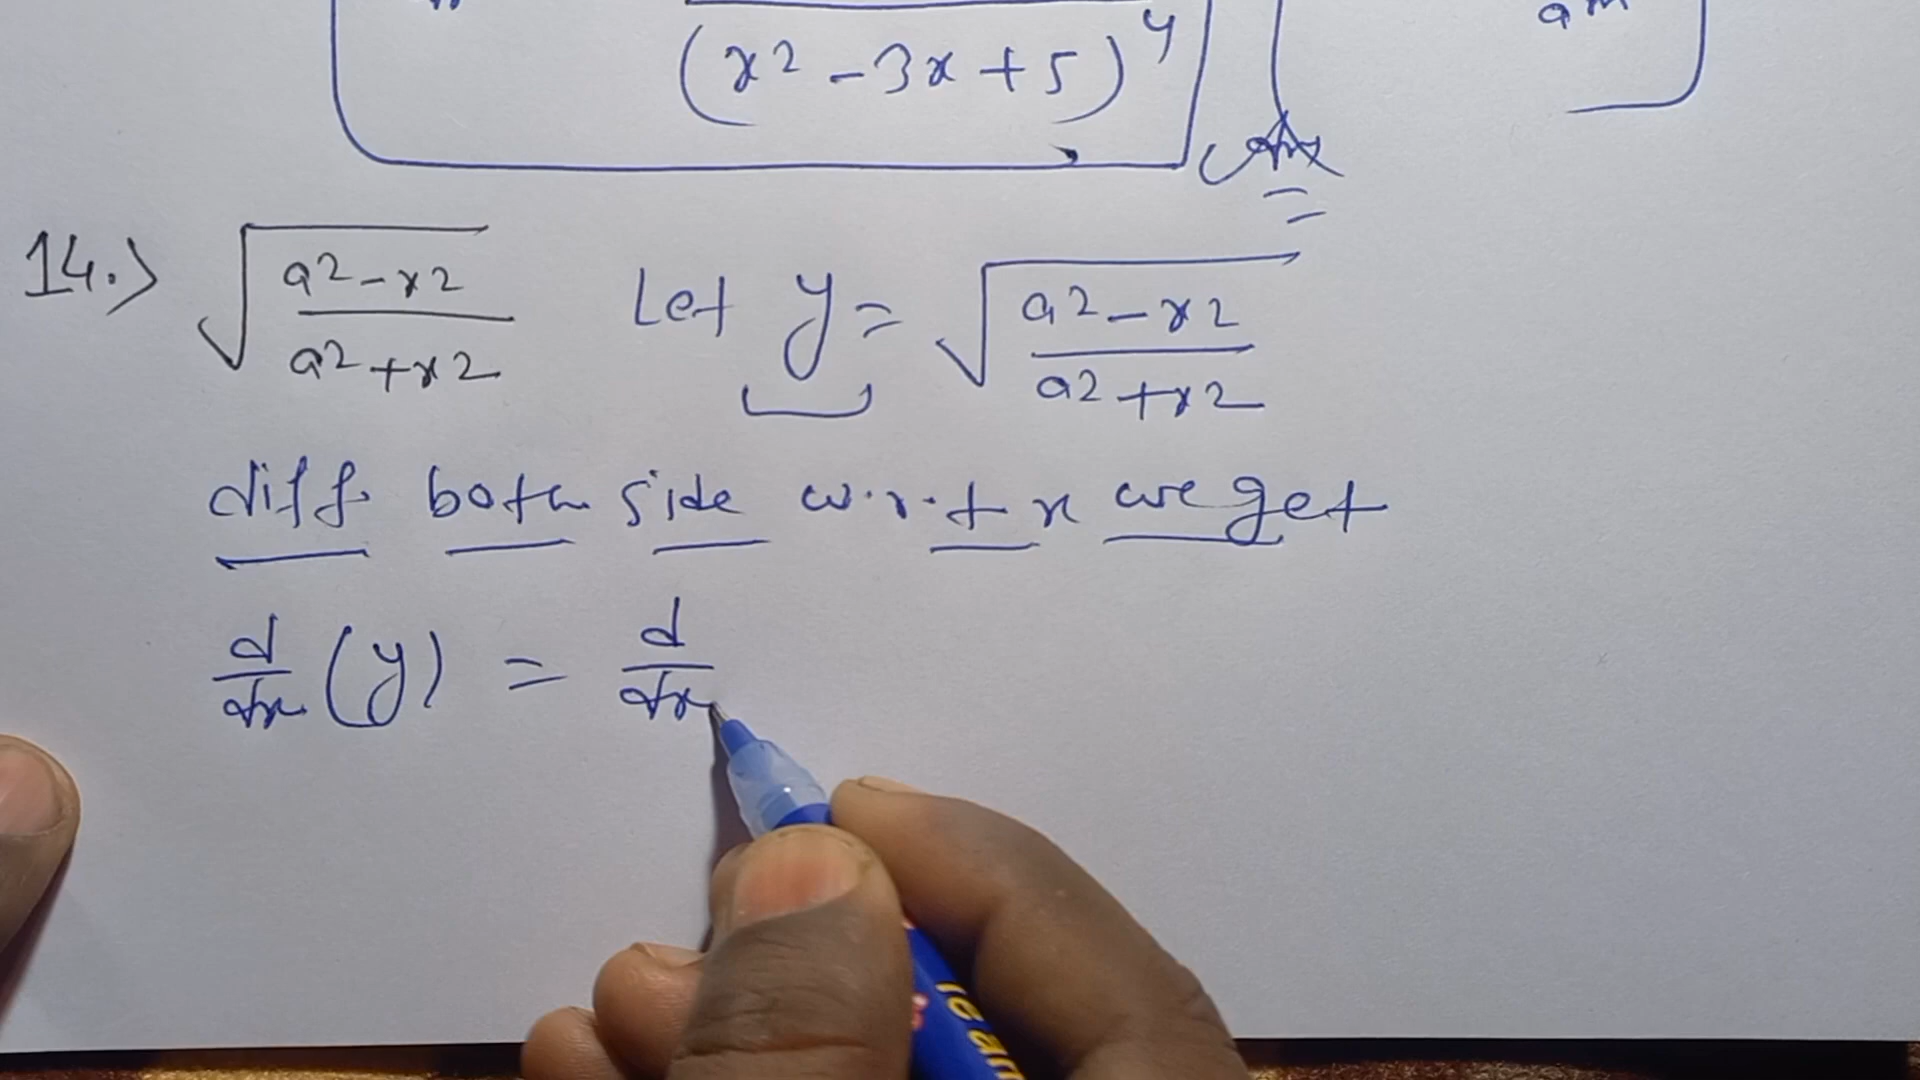 (x2 - 3x + 5)^4
Ans
14.) √(a2-x2 / a2+x2) Let y = √(a2-x2 / a2+x2)
diff. both side w.r.t x we get
d/dx (y) = d/dx